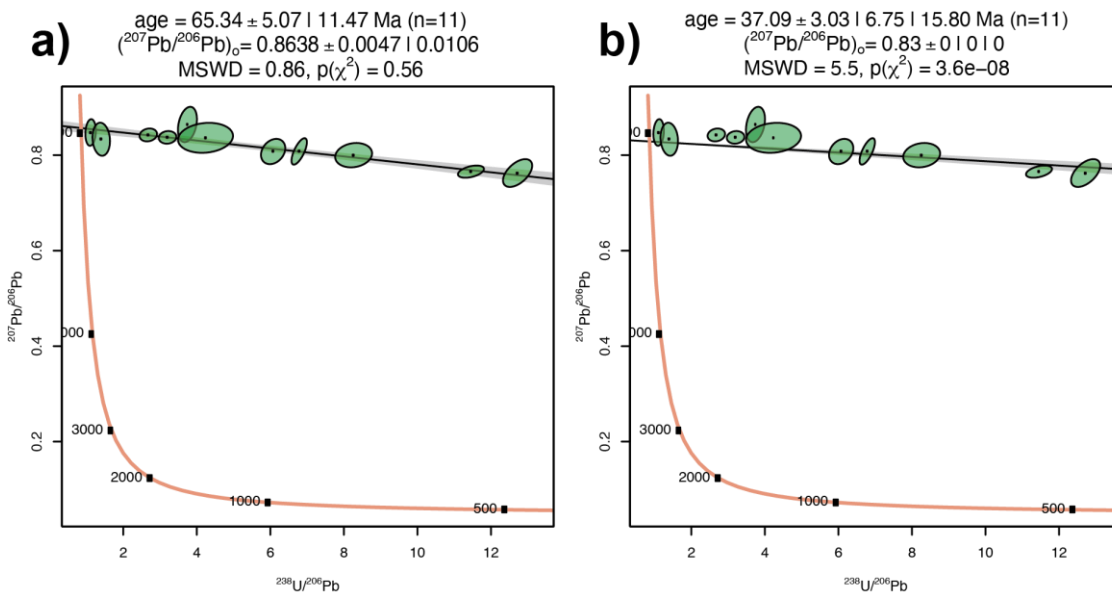 a)
age = 65.34 ± 5.07 | 11.47 Ma (n=11)
(²⁰⁷Pb/²⁰⁶Pb)ₒ= 0.8638 ± 0.0047 | 0.0106
MSWD = 0.86, p(χ²) = 0.56
²⁰⁷Pb/²⁰⁶Pb
0.8
0.6
0.4
0.2
00
000
3000
2000
1000
500
2 4 6 8 10 12
²³⁸U/²⁰⁶Pb
b)
age = 37.09 ± 3.03 | 6.75 | 15.80 Ma (n=11)
(²⁰⁷Pb/²⁰⁶Pb)ₒ= 0.83 ± 0 | 0 | 0
MSWD = 5.5, p(χ²) = 3.6e−08
²⁰⁷Pb/²⁰⁶Pb
0.8
0.6
0.4
0.2
00
000
3000
2000
1000
500
2 4 6 8 10 12
²³⁸U/²⁰⁶Pb